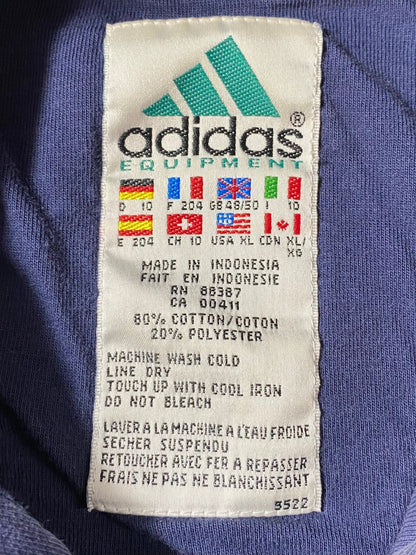 adidas®
EQUIPMENT
D 10 F 204 GB 48/50 I 10
E 204 CH 10 USA XL CDN XL/
XG
MADE IN INDONESIA
FAIT EN INDONESIE
RN 88387
CA 00411
80% COTTON/COTON
20% POLYESTER
MACHINE WASH COLD
LINE DRY
TOUCH UP WITH COOL IRON
DO NOT BLEACH
LAVER A LA MACHINE A L'EAU FROIDE
SECHER SUSPENDU
RETOUCHER AVEC FER A REPASSER
FRAIS NE PAS NE BLANCHISSANT
5522